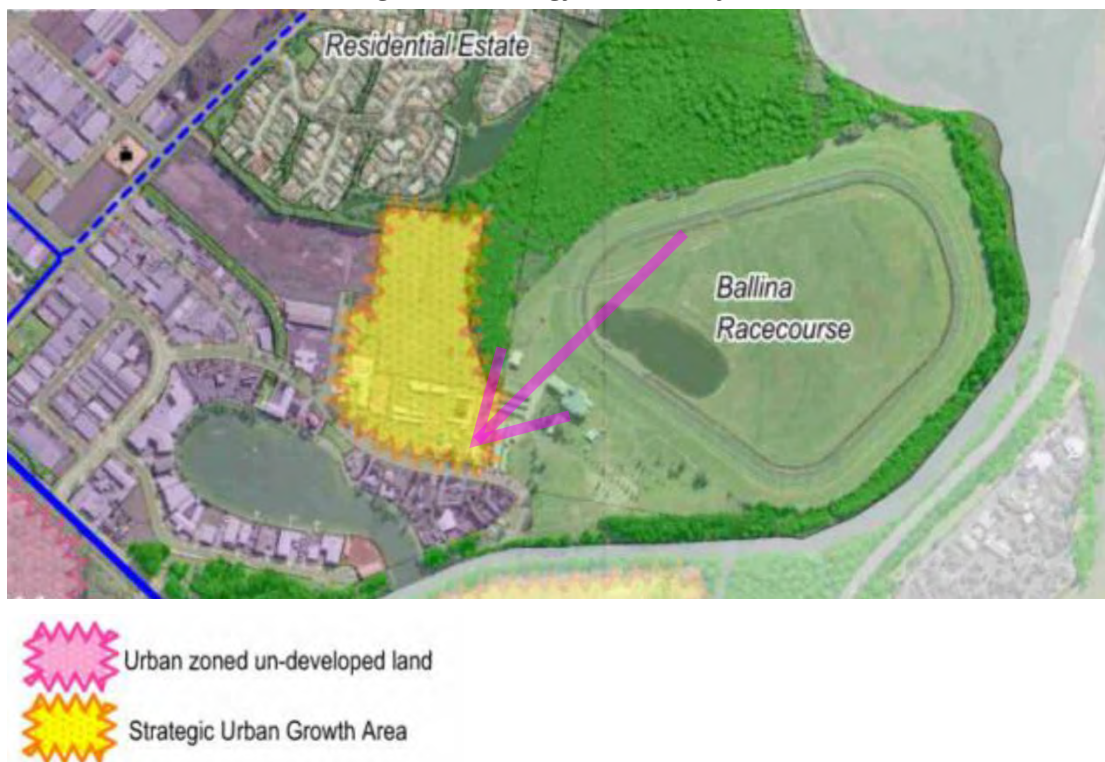 Residential Estate
Ballina
Racecourse
Urban zoned un-developed land
Strategic Urban Growth Area